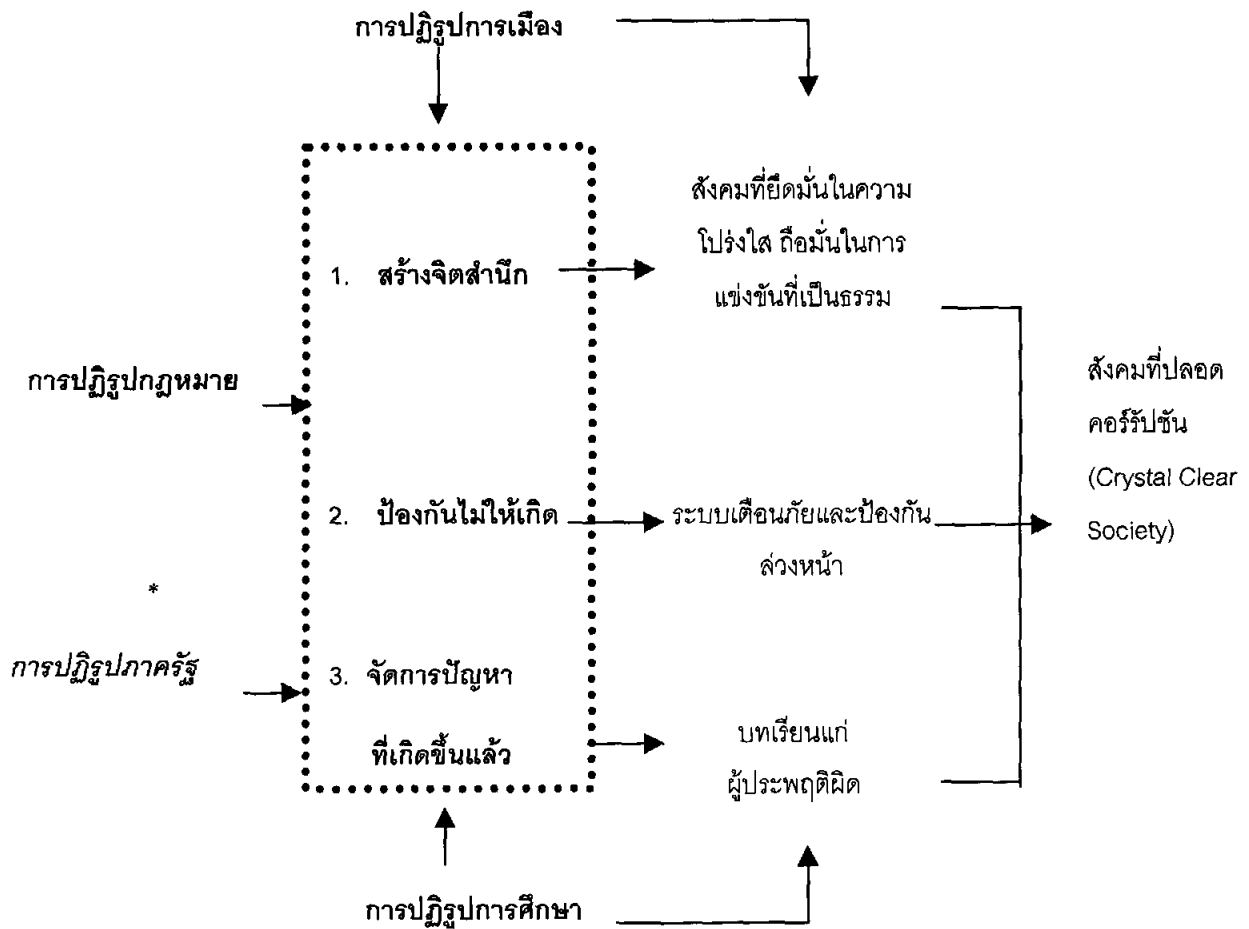 การปฏิรูปการเมือง
สังคมที่ยึดมั่นในความ
โปร่งใส ถือมั่นในการ
แข่งขันที่เป็นธรรม
1. สร้างจิตสำนึก
การปฏิรูปกฎหมาย
สังคมที่ปลอด
คอร์รัปชัน
(Crystal Clear
Society)
2. ป้องกันไม่ให้เกิด
ระบบเตือนภัยและป้องกัน
ล่วงหน้า
*
การปฏิรูปภาครัฐ
3. จัดการปัญหา
ที่เกิดขึ้นแล้ว
บทเรียนแก่
ผู้ประพฤติผิด
การปฏิรูปการศึกษา